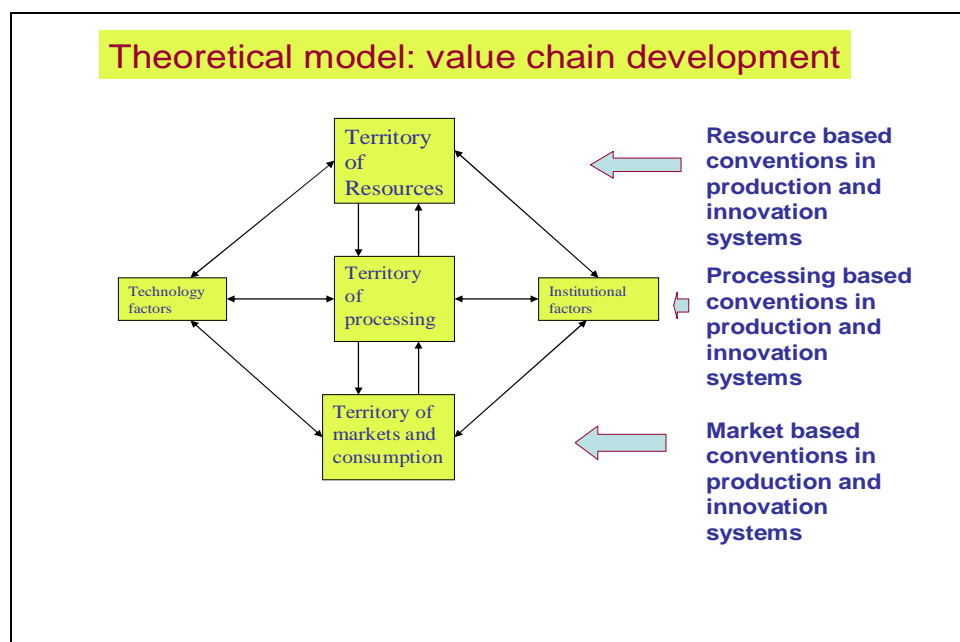 Theoretical model: value chain development
Territory
of
Resources
Resource based
conventions in
production and
innovation
systems
Technology
factors
Territory
of
processing
Institutional
factors
Processing based
conventions in
production and
innovation
systems
Territory of
markets and
consumption
Market based
conventions in
production and
innovation
systems